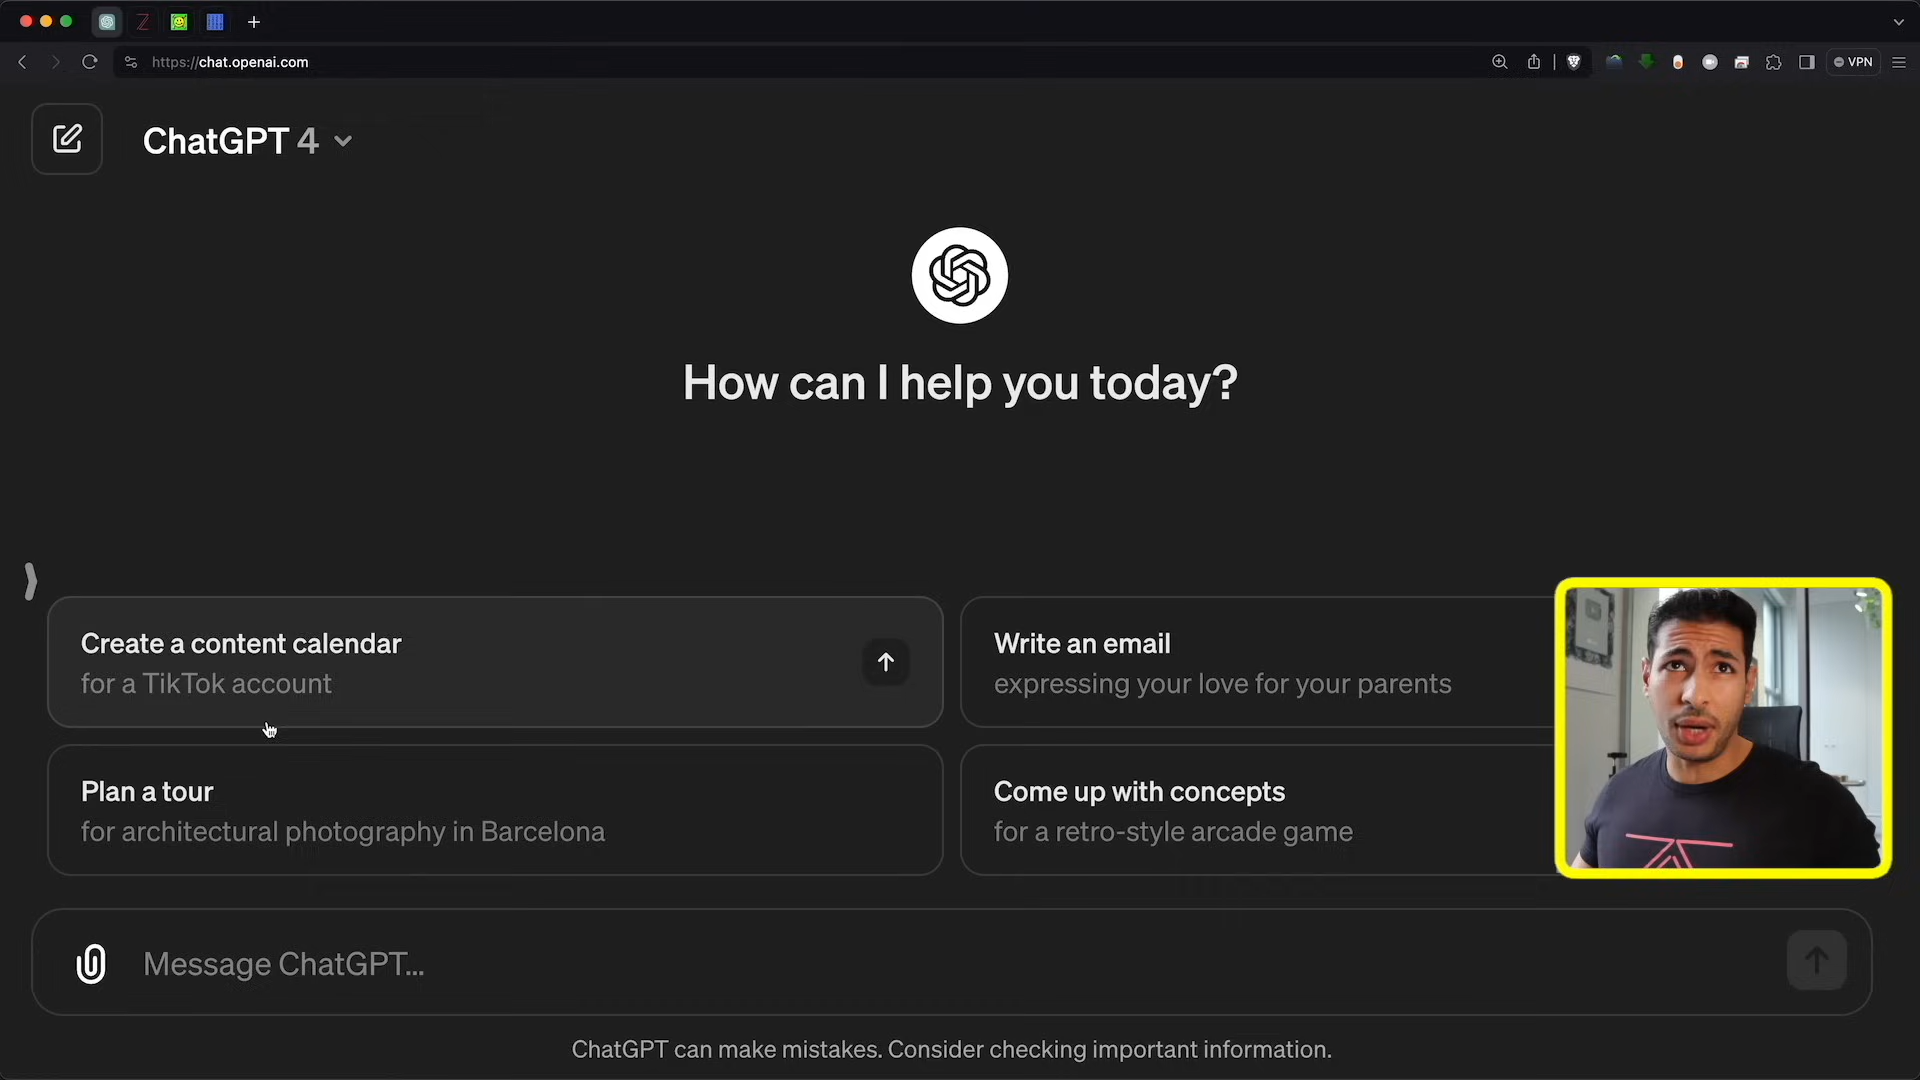 https://chat.openai.com
VPN
ChatGPT 4
How can I help you today?
Create a content calendar
for a TikTok account
Write an email
expressing your love for your parents
Plan a tour
for architectural photography in Barcelona
Come up with concepts
for a retro-style arcade game
Message ChatGPT...
ChatGPT can make mistakes. Consider checking important information.